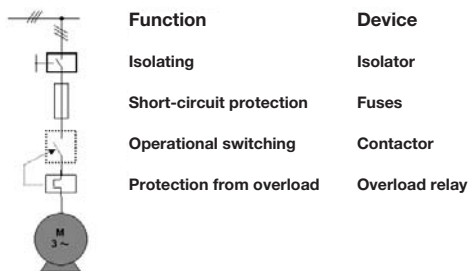 Function Device
Isolating Isolator
Short-circuit protection Fuses
Operational switching Contactor
Protection from overload Overload relay
M
3 ~